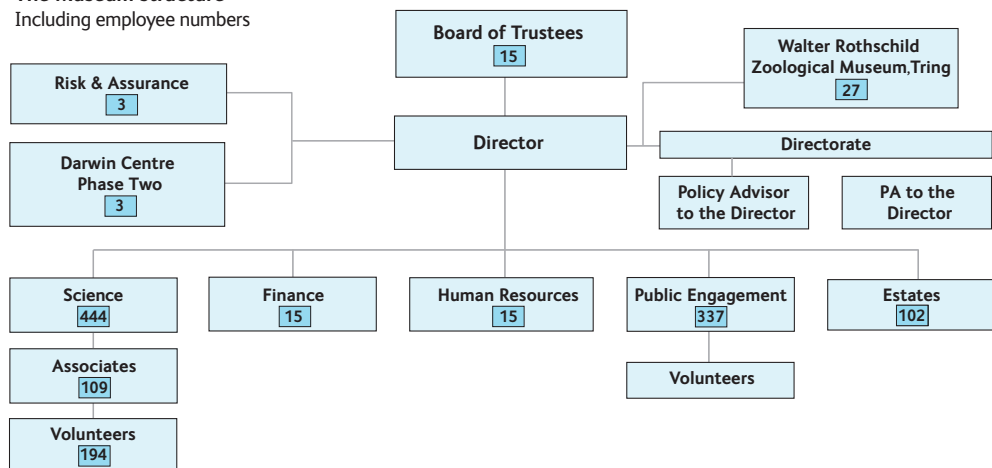 Including employee numbers
Board of Trustees
15
Walter Rothschild
Zoological Museum,Tring
27
Risk & Assurance
3
Director
Directorate
Darwin Centre
Phase Two
3
Policy Advisor
to the Director
PA to the
Director
Science
444
Finance
15
Human Resources
15
Public Engagement
337
Estates
102
Associates
109
Volunteers
Volunteers
194